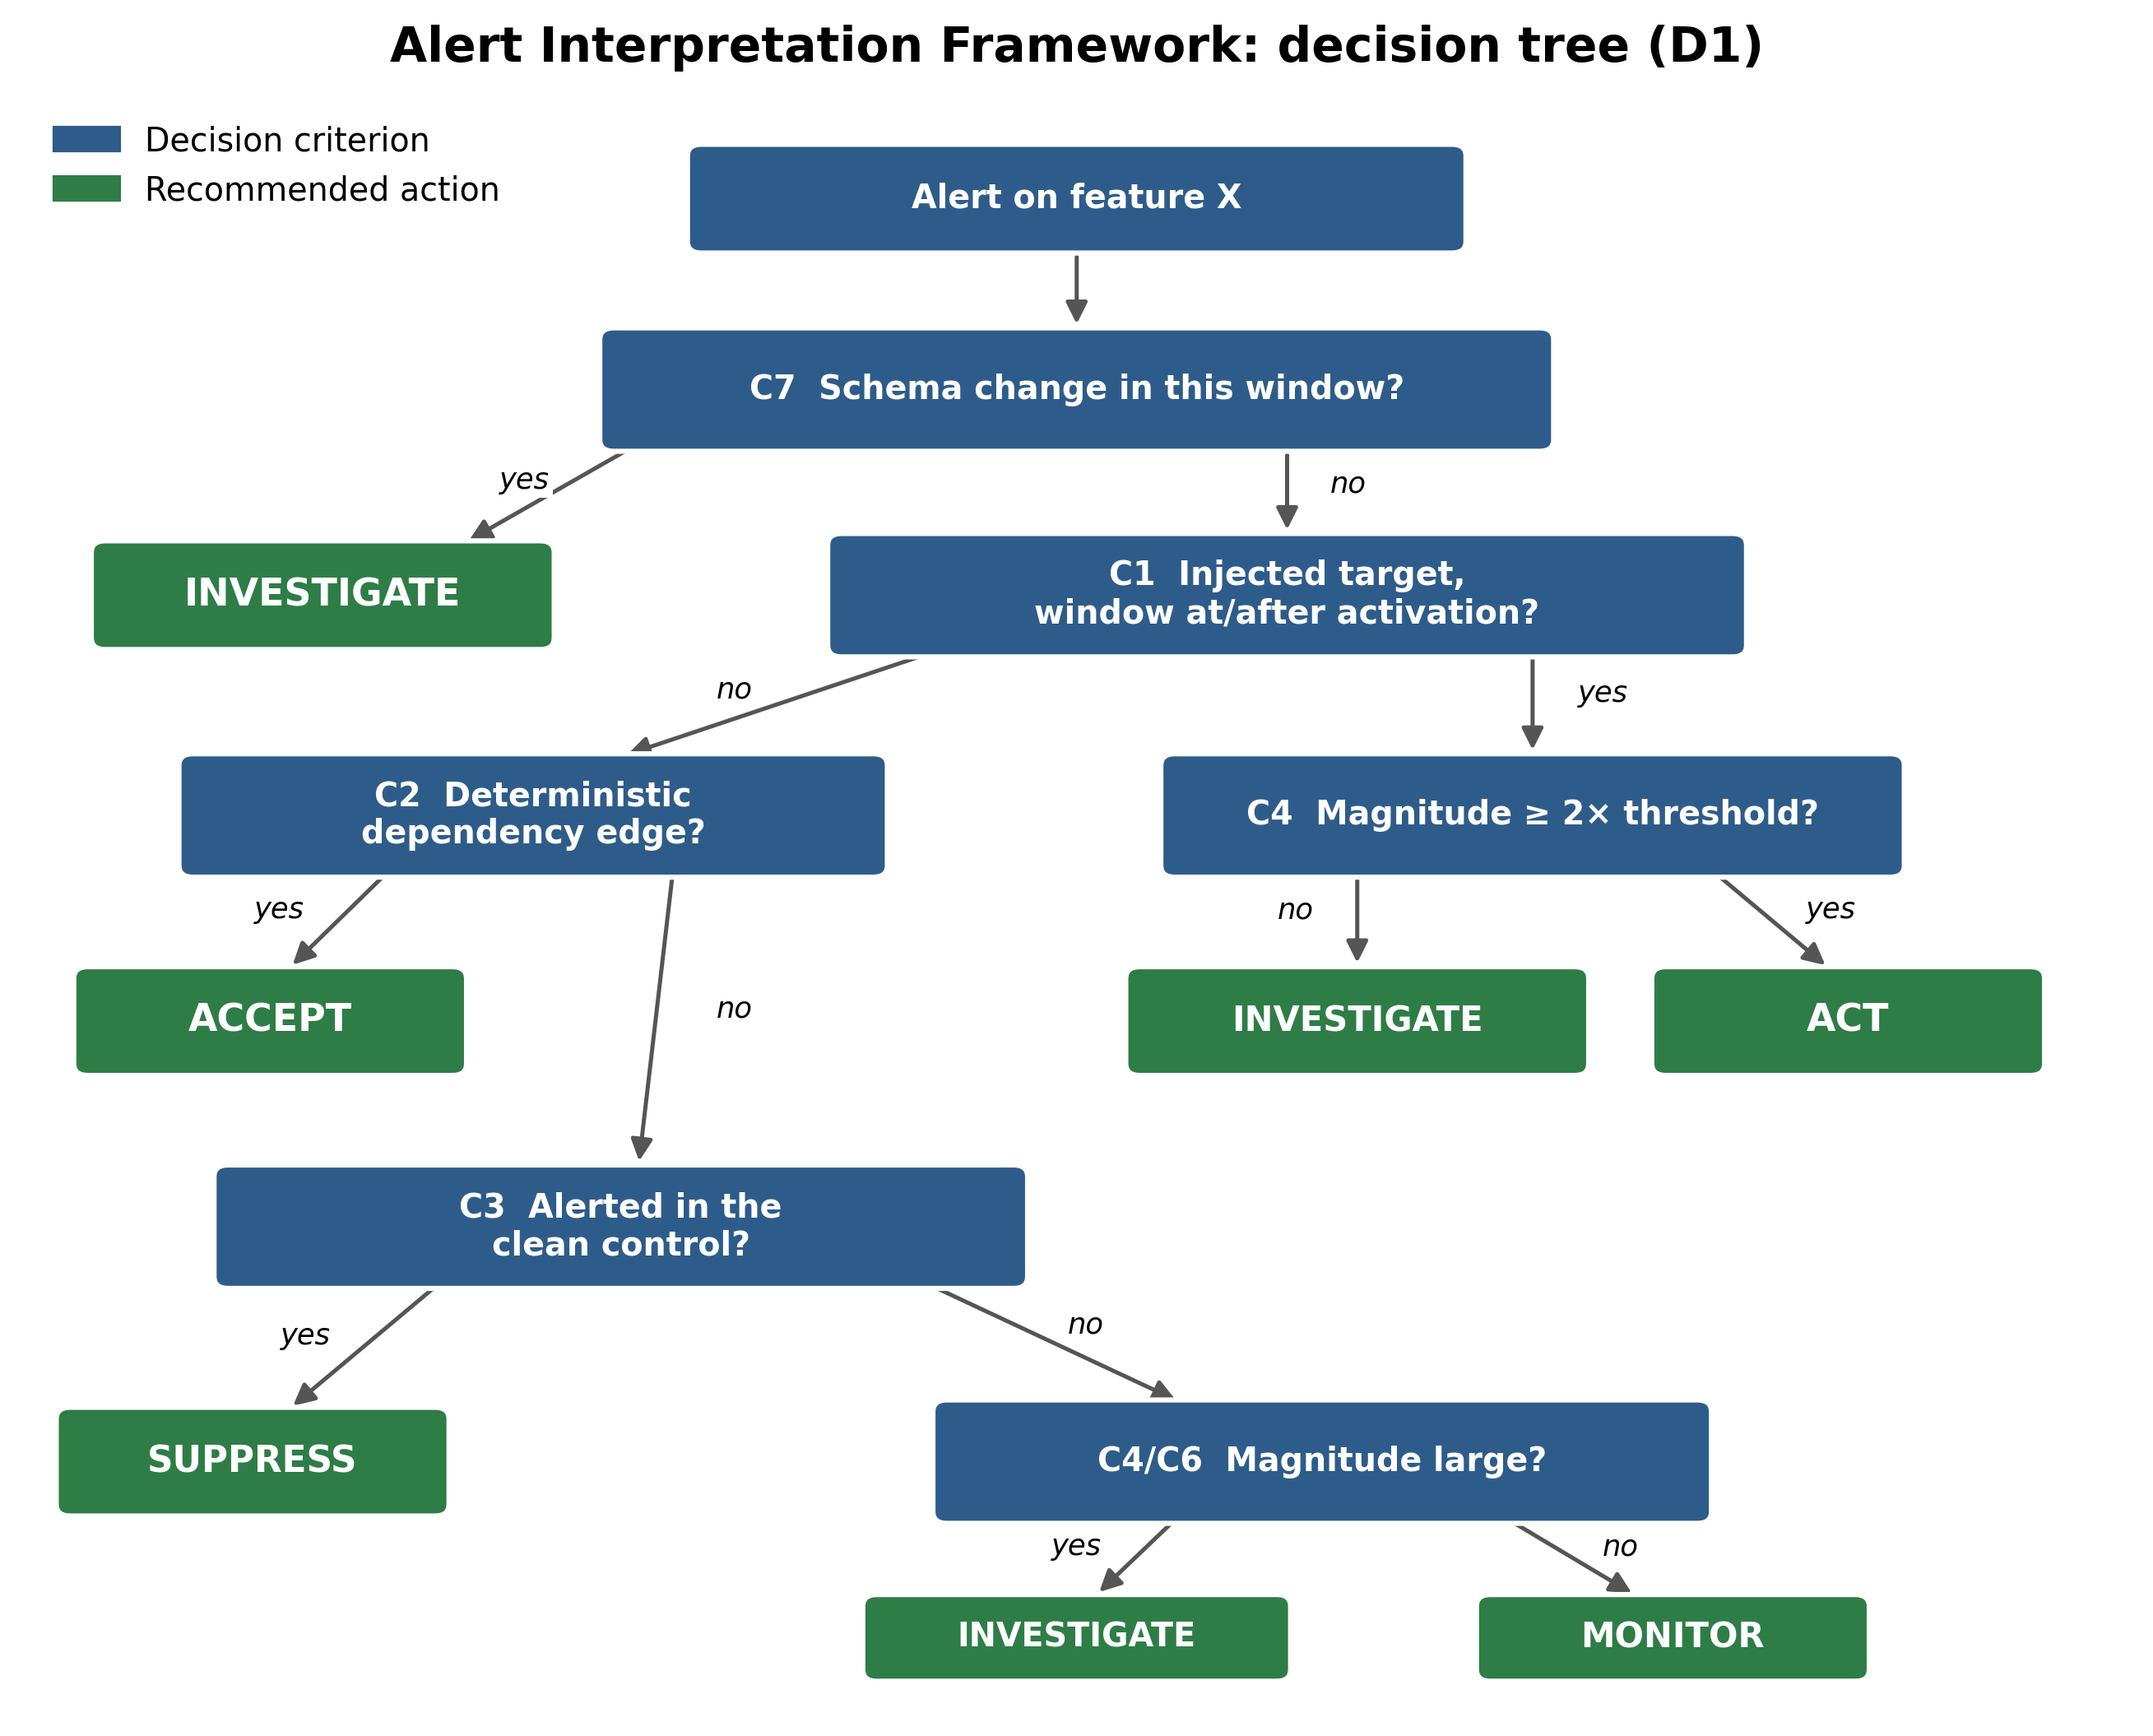 Alert Interpretation Framework: decision tree (D1)
Decision criterion
Recommended action
Alert on feature X
C7  Schema change in this window?
yes
no
INVESTIGATE
C1  Injected target,
window at/after activation?
no
yes
C2  Deterministic
dependency edge?
C4  Magnitude ≥ 2× threshold?
yes
no
no
yes
ACCEPT
INVESTIGATE
ACT
C3  Alerted in the
clean control?
yes
no
SUPPRESS
C4/C6  Magnitude large?
yes
no
INVESTIGATE
MONITOR